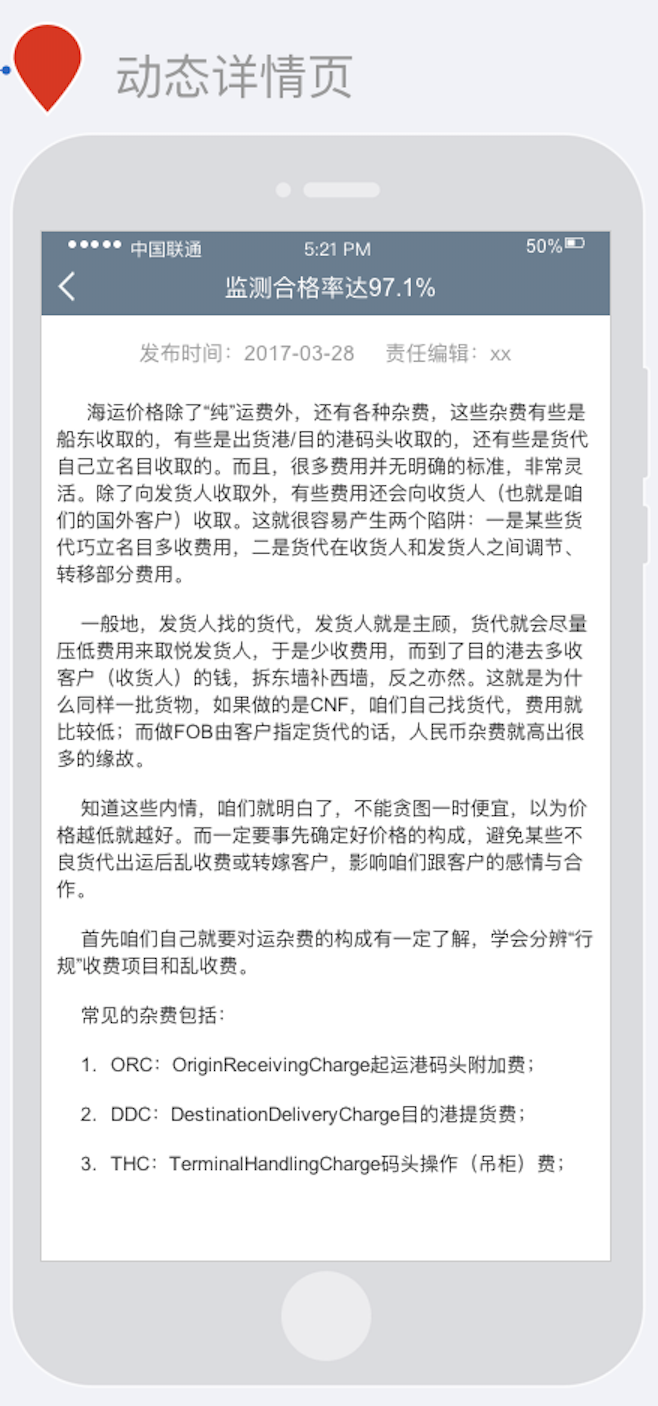 动态详情页
中国联通 5:21 PM 50%
监测合格率达97.1%
发布时间：2017-03-28 责任编辑：xx
海运价格除了“纯”运费外，还有各种杂费，这些杂费有些是
船东收取的，有些是出货港/目的港码头收取的，还有些是货代
自己立名目收取的。而且，很多费用并无明确的标准，非常灵
活。除了向发货人收取外，有些费用还会向收货人（也就是咱
们的国外客户）收取。这就很容易产生两个陷阱：一是某些货
代巧立名目多收费用，二是货代在收货人和发货人之间调节、
转移部分费用。
一般地，发货人找的货代，发货人就是主顾，货代就会尽量
压低费用来取悦发货人，于是少收费用，而到了目的港去多收
客户（收货人）的钱，拆东墙补西墙，反之亦然。这就是为什
么同样一批货物，如果做的是CNF，咱们自己找货代，费用就
比较低；而做FOB由客户指定货代的话，人民币杂费就高出很
多的缘故。
知道这些内情，咱们就明白了，不能贪图一时便宜，以为价
格越低就越好。而一定要事先确定好价格的构成，避免某些不
良货代出运后乱收费或转嫁客户，影响咱们跟客户的感情与合
作。
首先咱们自己就要对运杂费的构成有一定了解，学会分辨“行
规”收费项目和乱收费。
常见的杂费包括：
1. ORC：OriginReceivingCharge起运港码头附加费；
2. DDC：DestinationDeliveryCharge目的港提货费；
3. THC：TerminalHandlingCharge码头操作（吊柜）费；